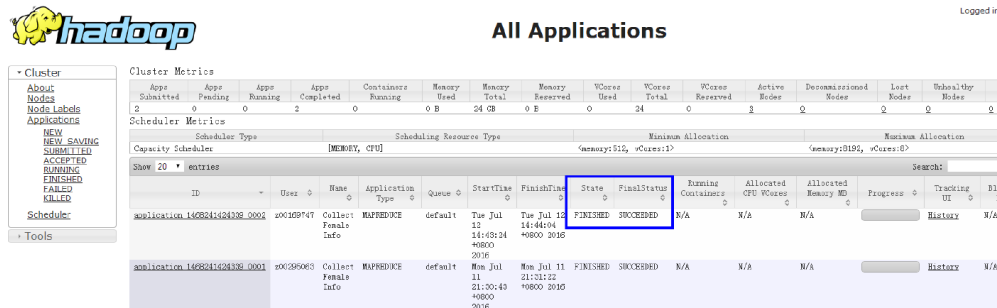 Logged in
hadoop
All Applications
Cluster
About
Nodes
Node Labels
Applications
NEW
NEW_SAVING
SUBMITTED
ACCEPTED
RUNNING
FINISHED
FAILED
KILLED
Scheduler
Tools
Cluster Metrics
Apps Submitted Apps Pending Apps Running Apps Completed Containers Running Memory Used Memory Total Memory Reserved VCores Used VCores Total VCores Reserved Active Nodes Decommissioned Nodes Lost Nodes Unhealthy Nodes
2 0 0 2 0 0 B 24 GB 0 B 0 24 0 3 0 0 0
Scheduler Metrics
Scheduler Type Scheduling Resource Type Minimum Allocation Maximum Allocation
Capacity Scheduler [MEMORY, CPU] <memory:512, vCores:1> <memory:8192, vCores:8>
Show 20 entries Search:
ID User Name Application Type Queue StartTime FinishTime State FinalStatus Running Containers Allocated CPU VCores Allocated Memory MB Progress Tracking UI Bl
application_1468241424339_0002 z00169747 Collect MAPREDUCE default Tue Jul Tue Jul 12 FINISHED SUCCEEDED N/A N/A N/A History N/A
Female 12 14:44:04
Info 14:43:24 +0800 2016
+0800
2016
application_1468241424339_0001 z00295063 Collect MAPREDUCE default Mon Jul Mon Jul 11 FINISHED SUCCEEDED N/A N/A N/A History N/A
Female 11 21:31:22
Info 21:30:43 +0800 2016
+0800
2016